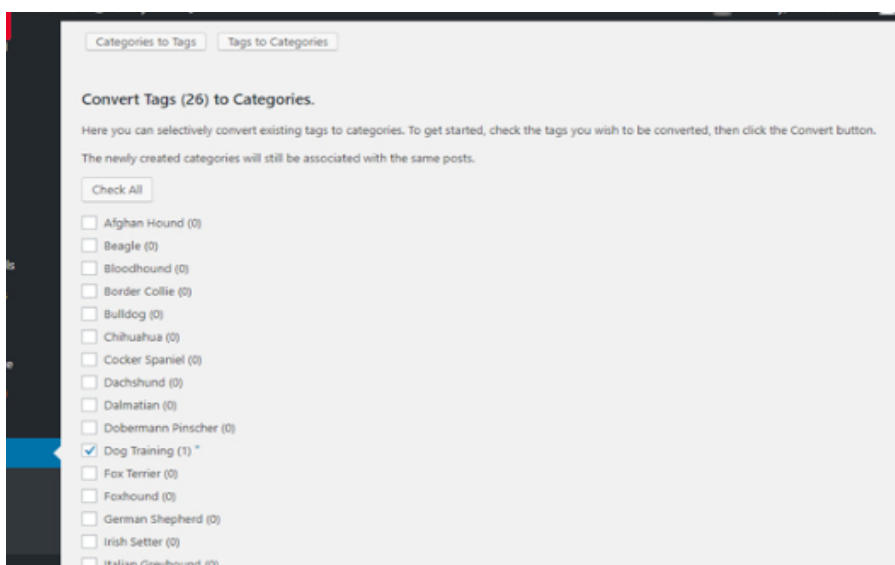 Categories to Tags Tags to Categories
Convert Tags (26) to Categories.
Here you can selectively convert existing tags to categories. To get started, check the tags you wish to be converted, then click the Convert button.
The newly created categories will still be associated with the same posts.
Check All
Afghan Hound (0)
Beagle (0)
Bloodhound (0)
Border Collie (0)
Bulldog (0)
Chihuahua (0)
Cocker Spaniel (0)
Dachshund (0)
Dalmatian (0)
Dobermann Pinscher (0)
Dog Training (1) *
Fox Terrier (0)
Foxhound (0)
German Shepherd (0)
Irish Setter (0)
Italian Greyhound (0)